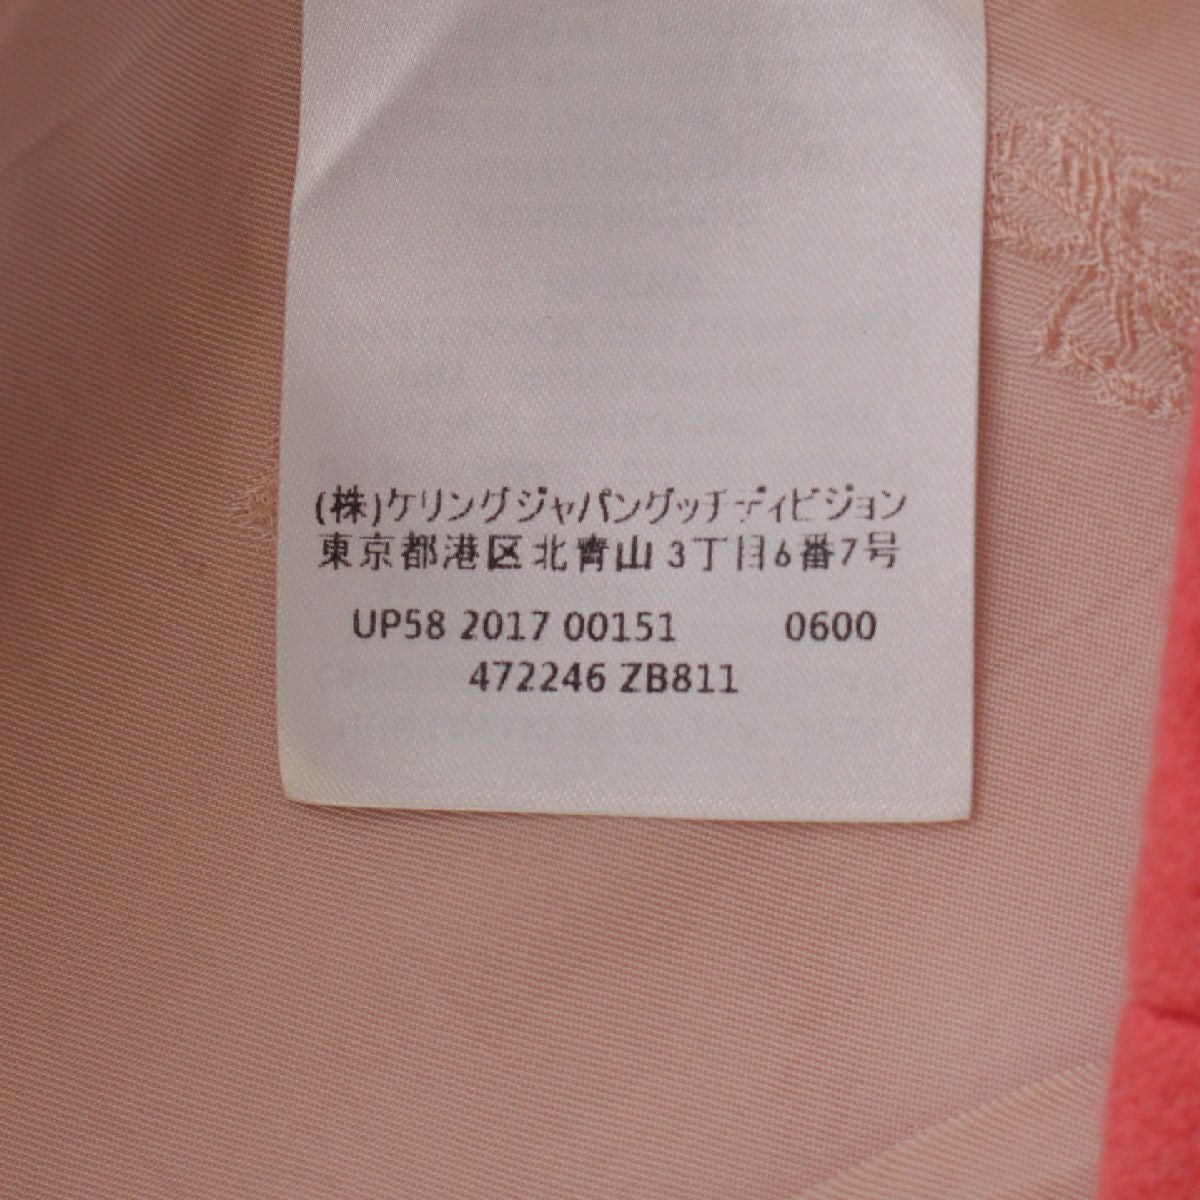 (株)ケリングジャパングッチディビジョン
東京都港区北青山3丁目6番7号
UP58 2017 00151 0600
472246 ZB811